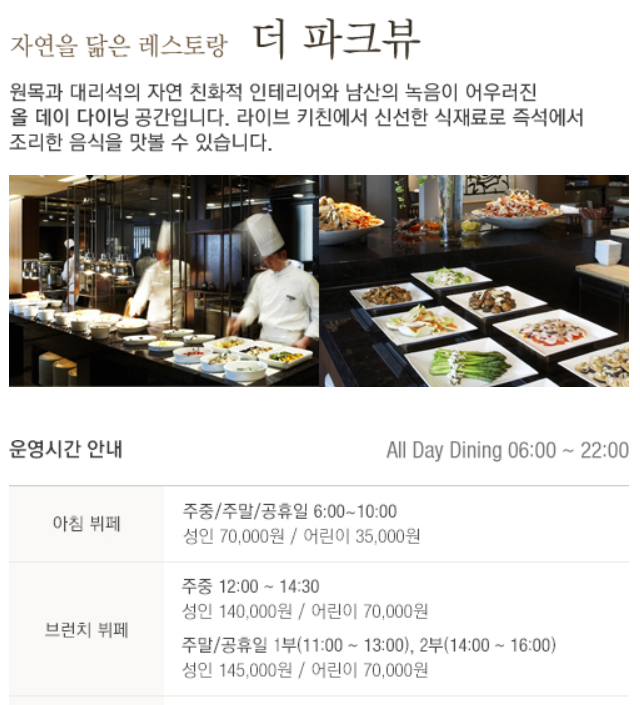 자연을 닮은 레스토랑 더 파크뷰
원목과 대리석의 자연 친화적 인테리어와 남산의 녹음이 어우러진
올 데이 다이닝 공간입니다. 라이브 키친에서 신선한 식재료로 즉석에서
조리한 음식을 맛볼 수 있습니다.
운영시간 안내 All Day Dining 06:00 ~ 22:00
아침 뷔페
주중/주말/공휴일 6:00~10:00
성인 70,000원 / 어린이 35,000원
브런치 뷔페
주중 12:00 ~ 14:30
성인 140,000원 / 어린이 70,000원
주말/공휴일 1부(11:00 ~ 13:00), 2부(14:00 ~ 16:00)
성인 145,000원 / 어린이 70,000원